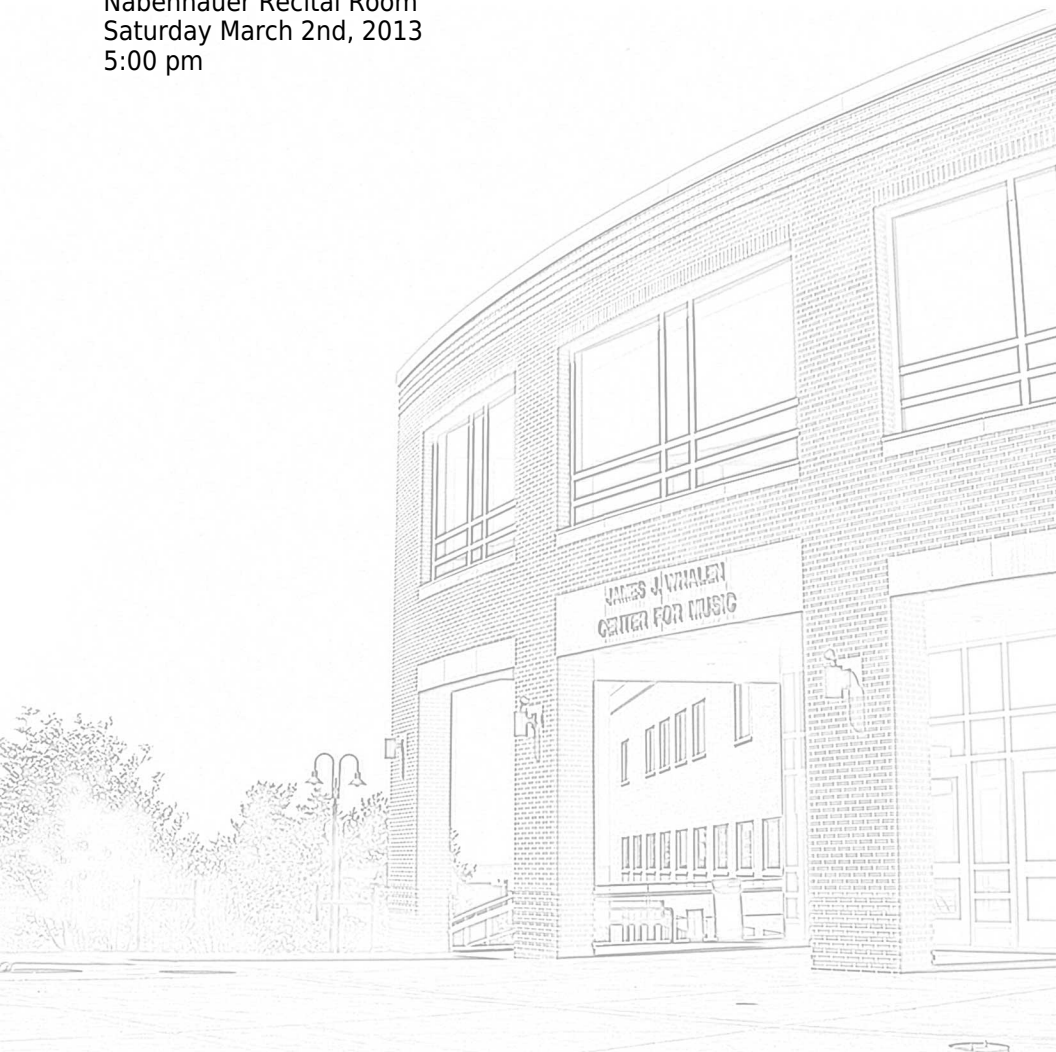 Nabenhauer Recital Room
Saturday March 2nd, 2013
5:00 pm
JAMES J. WHALEN
CENTER FOR MUSIC